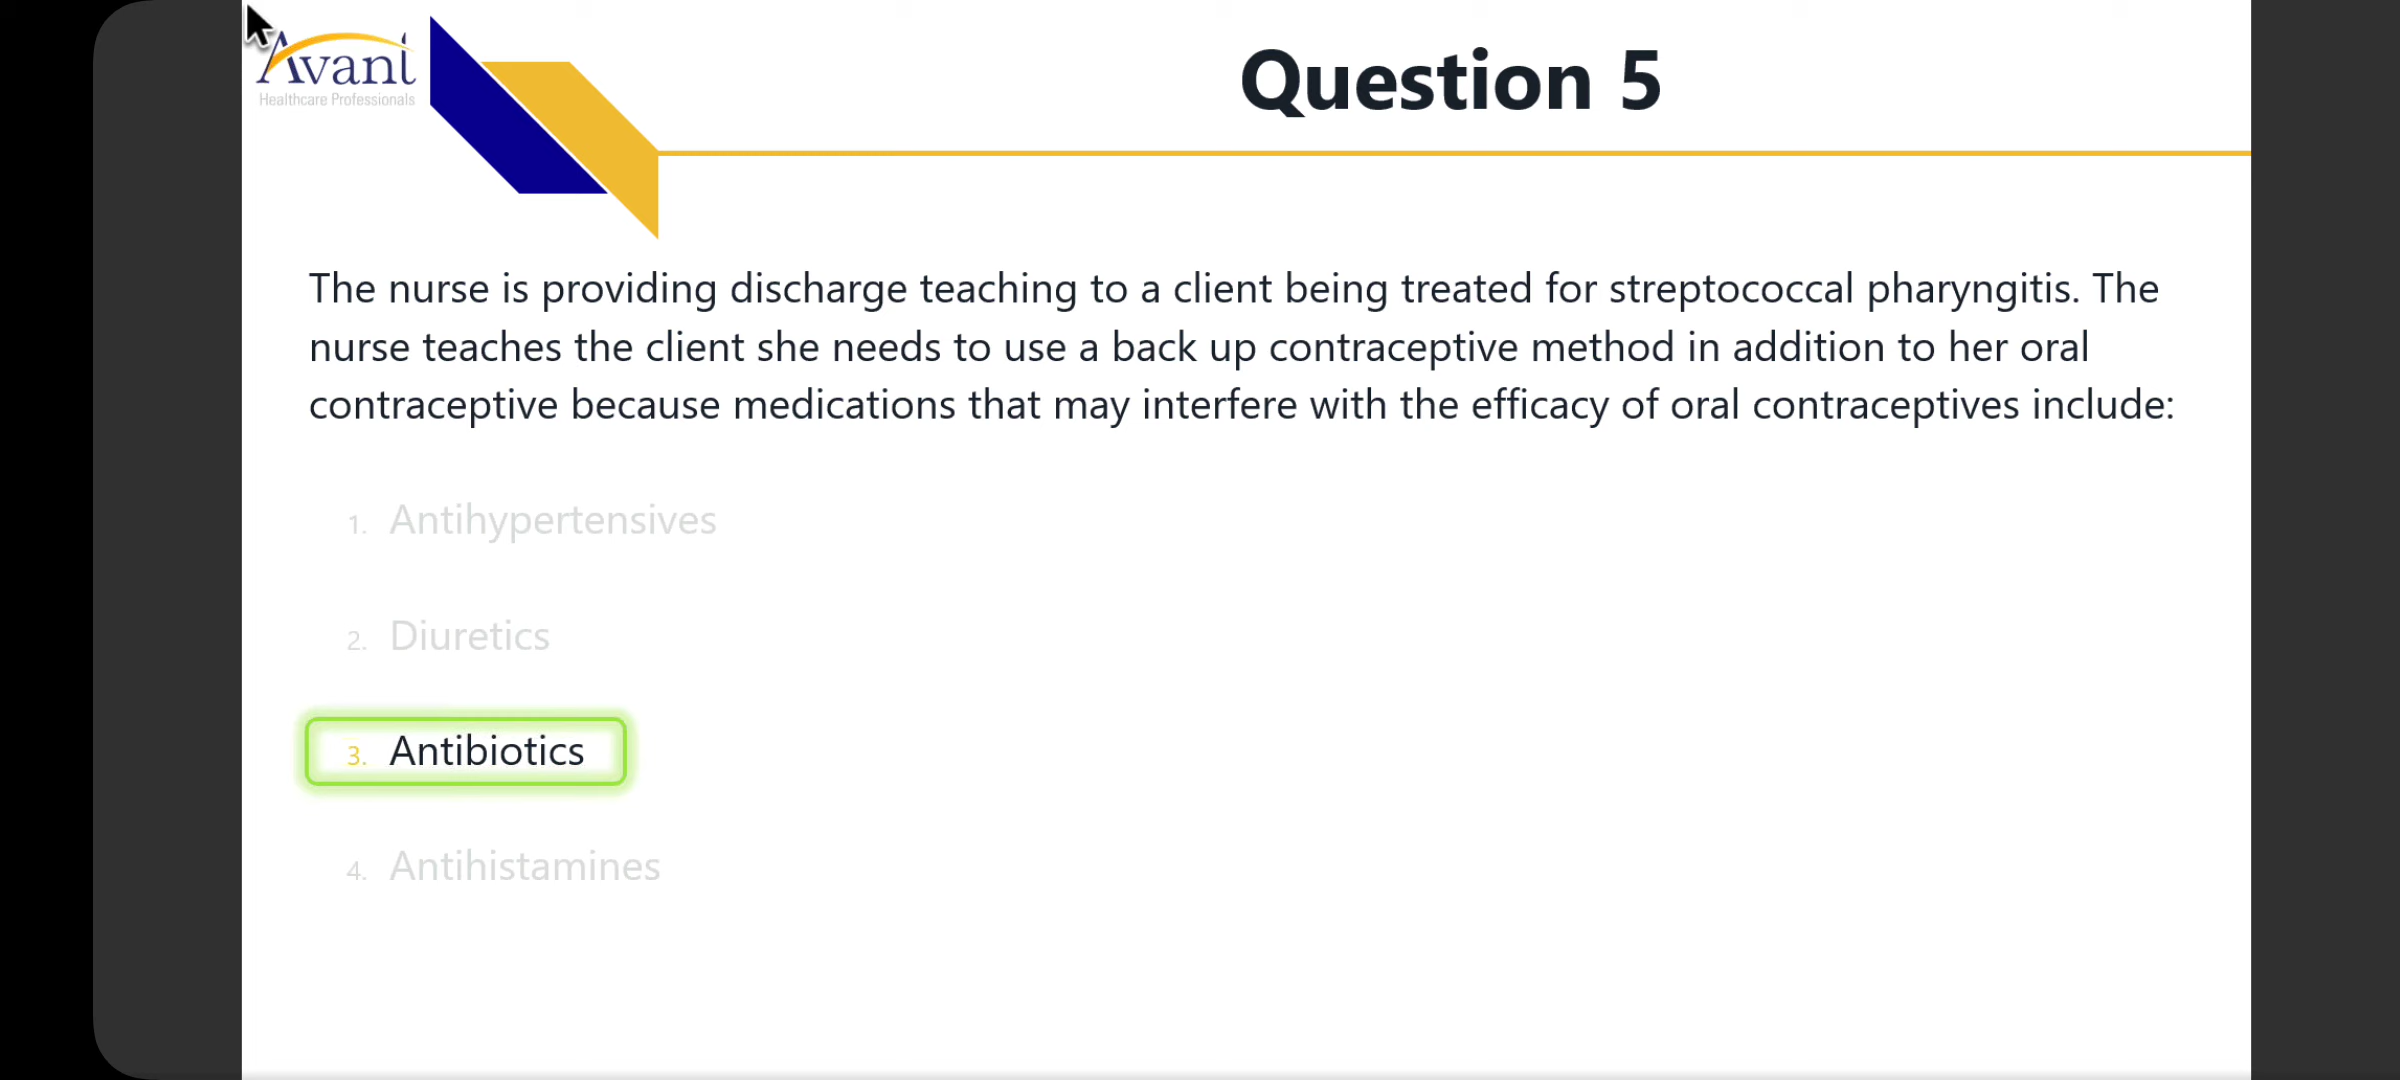 Avant
Healthcare Professionals
Question 5
The nurse is providing discharge teaching to a client being treated for streptococcal pharyngitis. The
nurse teaches the client she needs to use a back up contraceptive method in addition to her oral
contraceptive because medications that may interfere with the efficacy of oral contraceptives include:
1. Antihypertensives
2. Diuretics
3. Antibiotics
4. Antihistamines